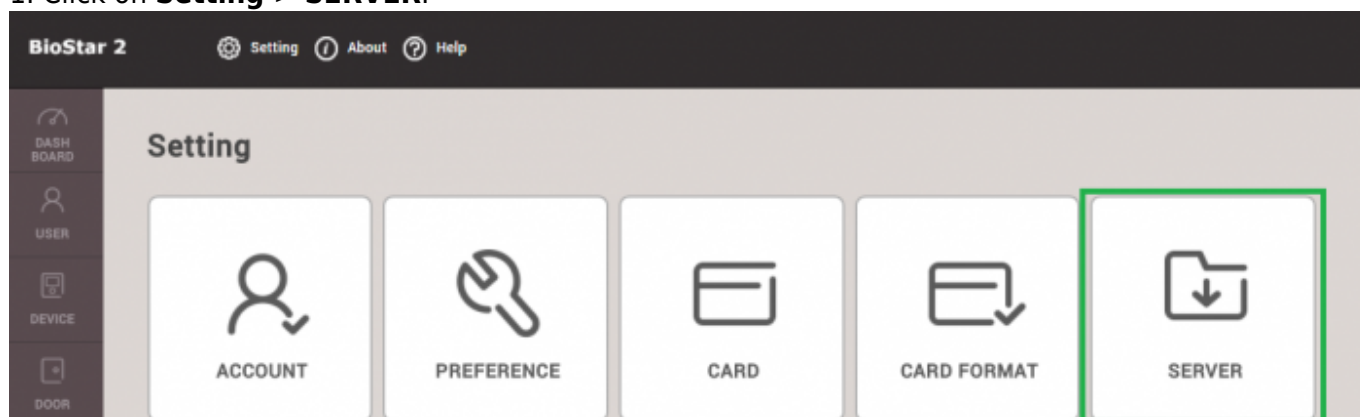 1. Click on Setting > SERVER.
BioStar 2
Setting
About
Help
DASH
BOARD
USER
DEVICE
DOOR
Setting
ACCOUNT
PREFERENCE
CARD
CARD FORMAT
SERVER